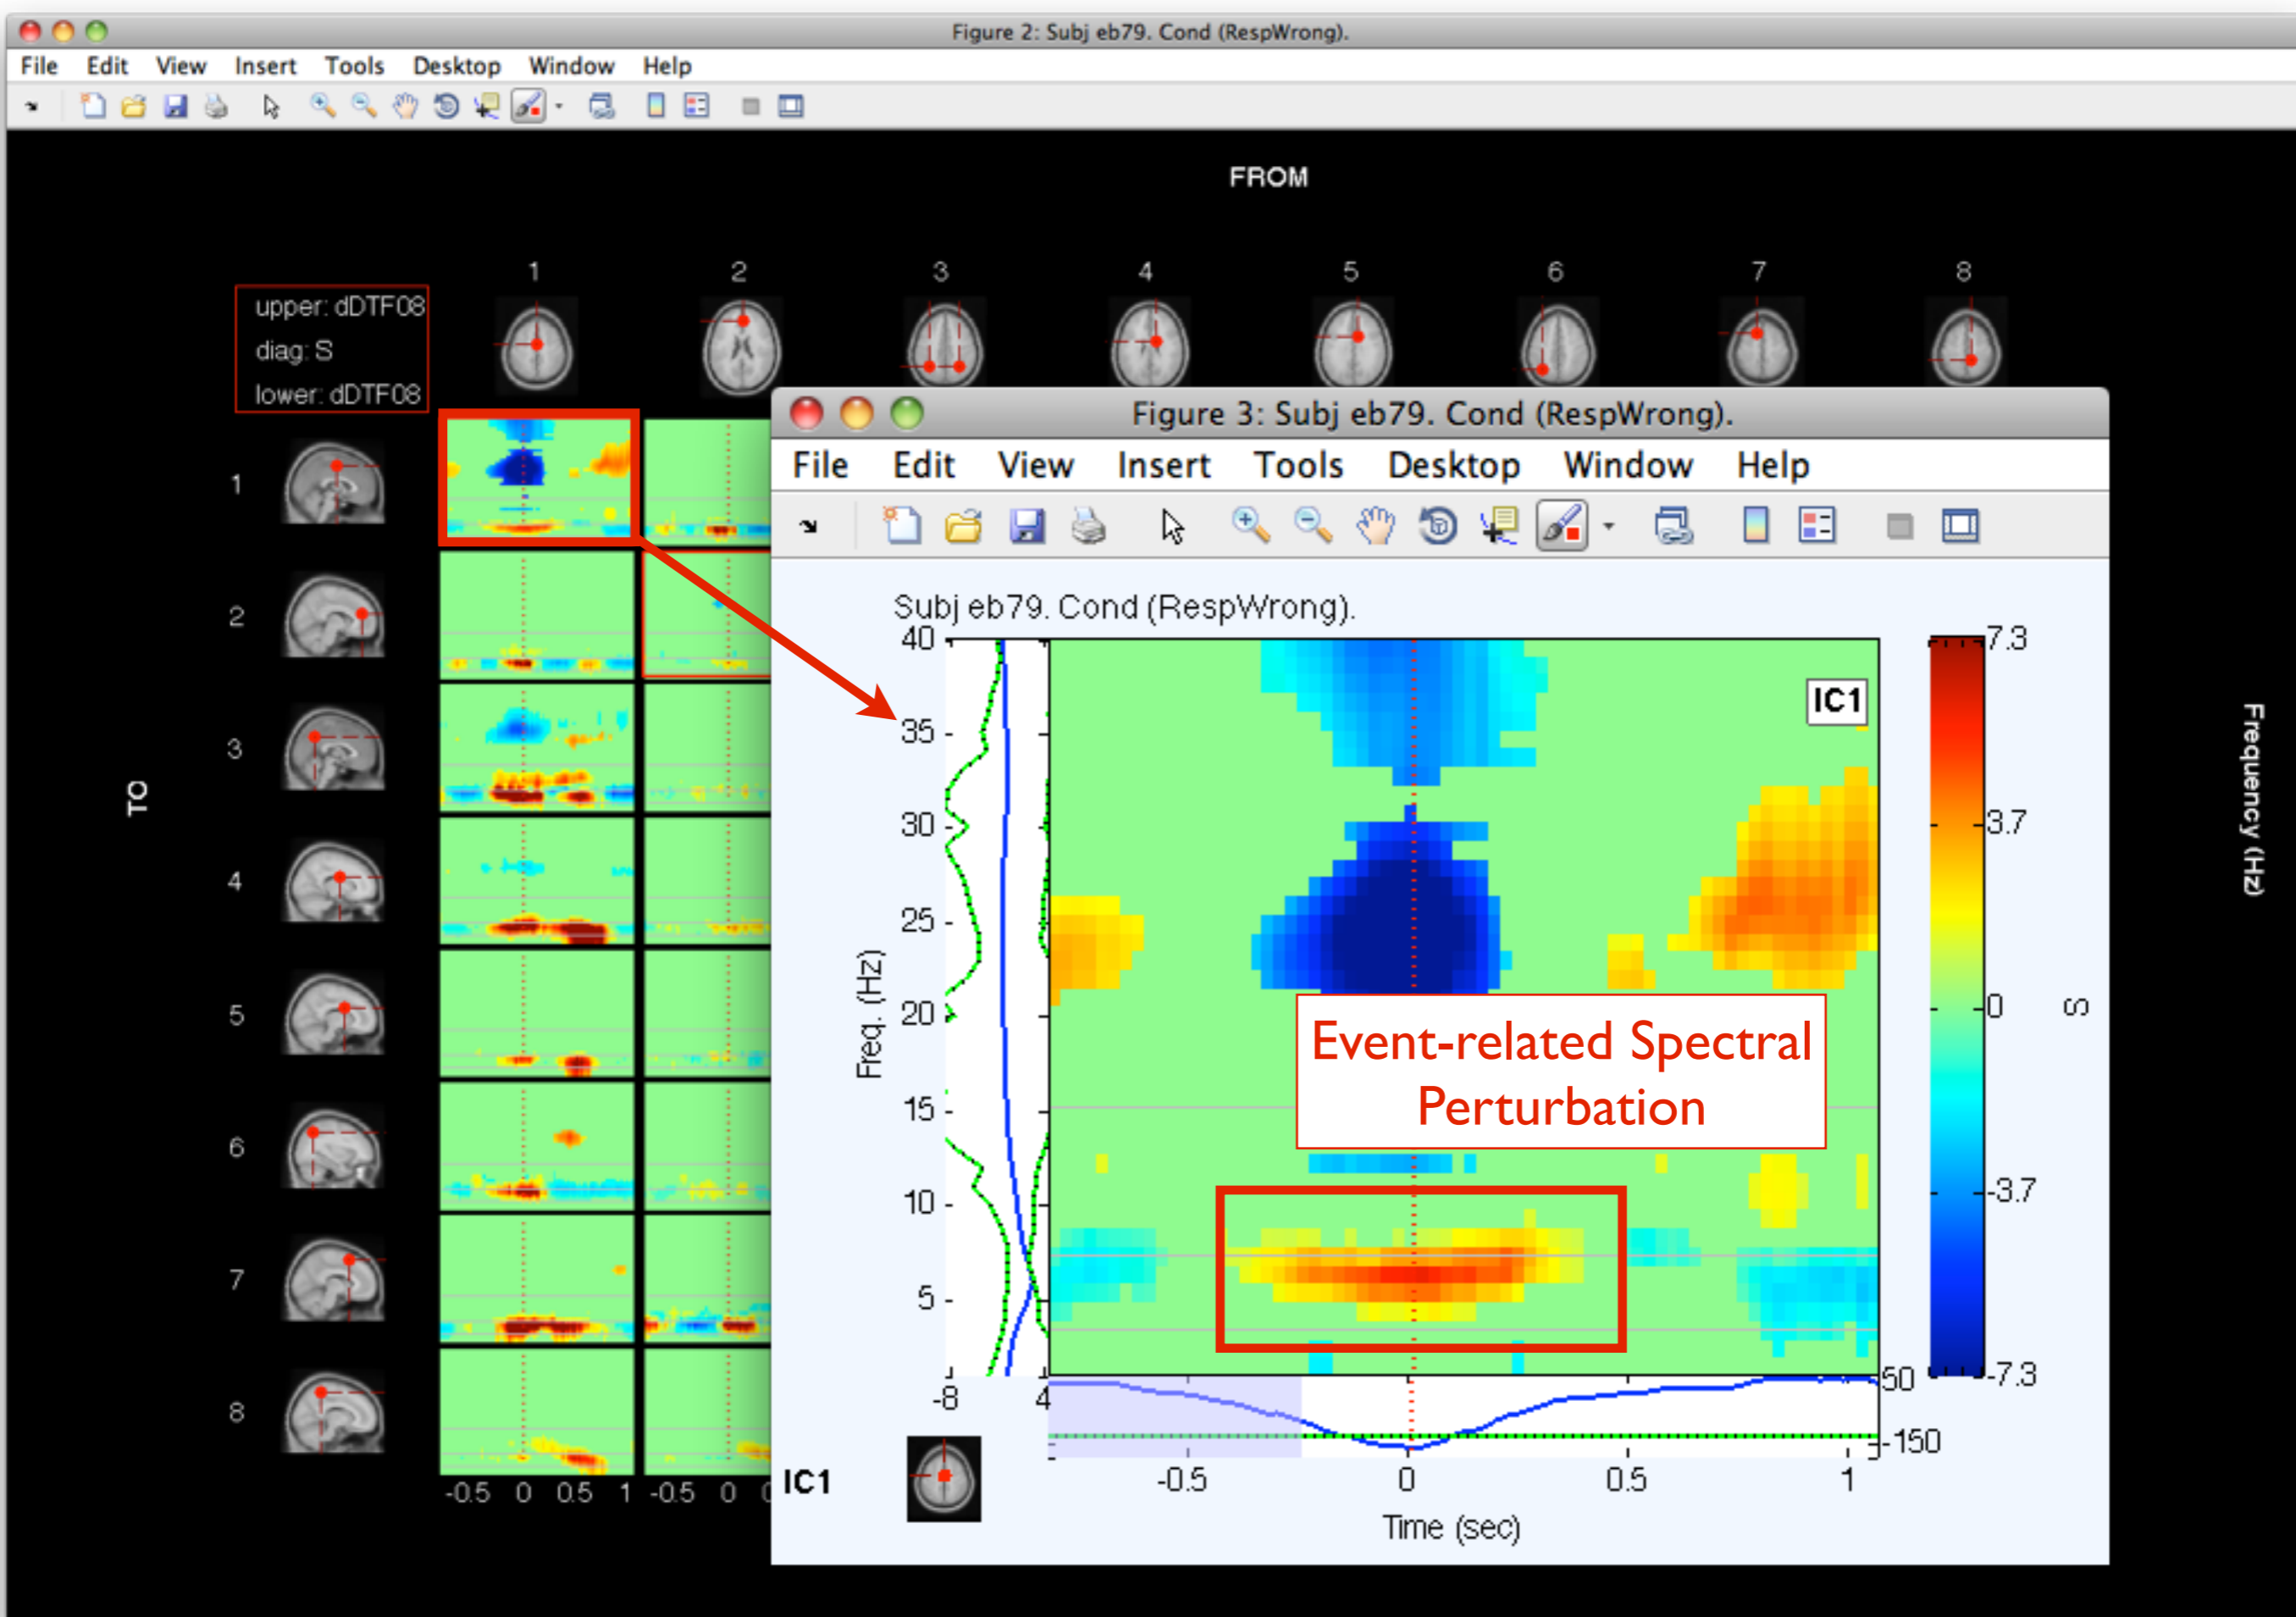 Figure 2: Subj eb79. Cond (RespWrong).
File Edit View Insert Tools Desktop Window Help
FROM
1 2 3 4 5 6 7 8
upper: dDTF08
diag: S
lower: dDTF08
TO
1
2
3
4
5
6
7
8
-0.5 0 0.5 1 -0.5 0
Frequency (Hz)
Figure 3: Subj eb79. Cond (RespWrong).
File Edit View Insert Tools Desktop Window Help
Subj eb79. Cond (RespWrong).
40
35
30
25
20
15
10
5
Freq. (Hz)
-8 4
IC1
Event-related Spectral
Perturbation
7.3
3.7
0
-3.7
-7.3
S
50
-150
IC1
-0.5 0 0.5 1
Time (sec)